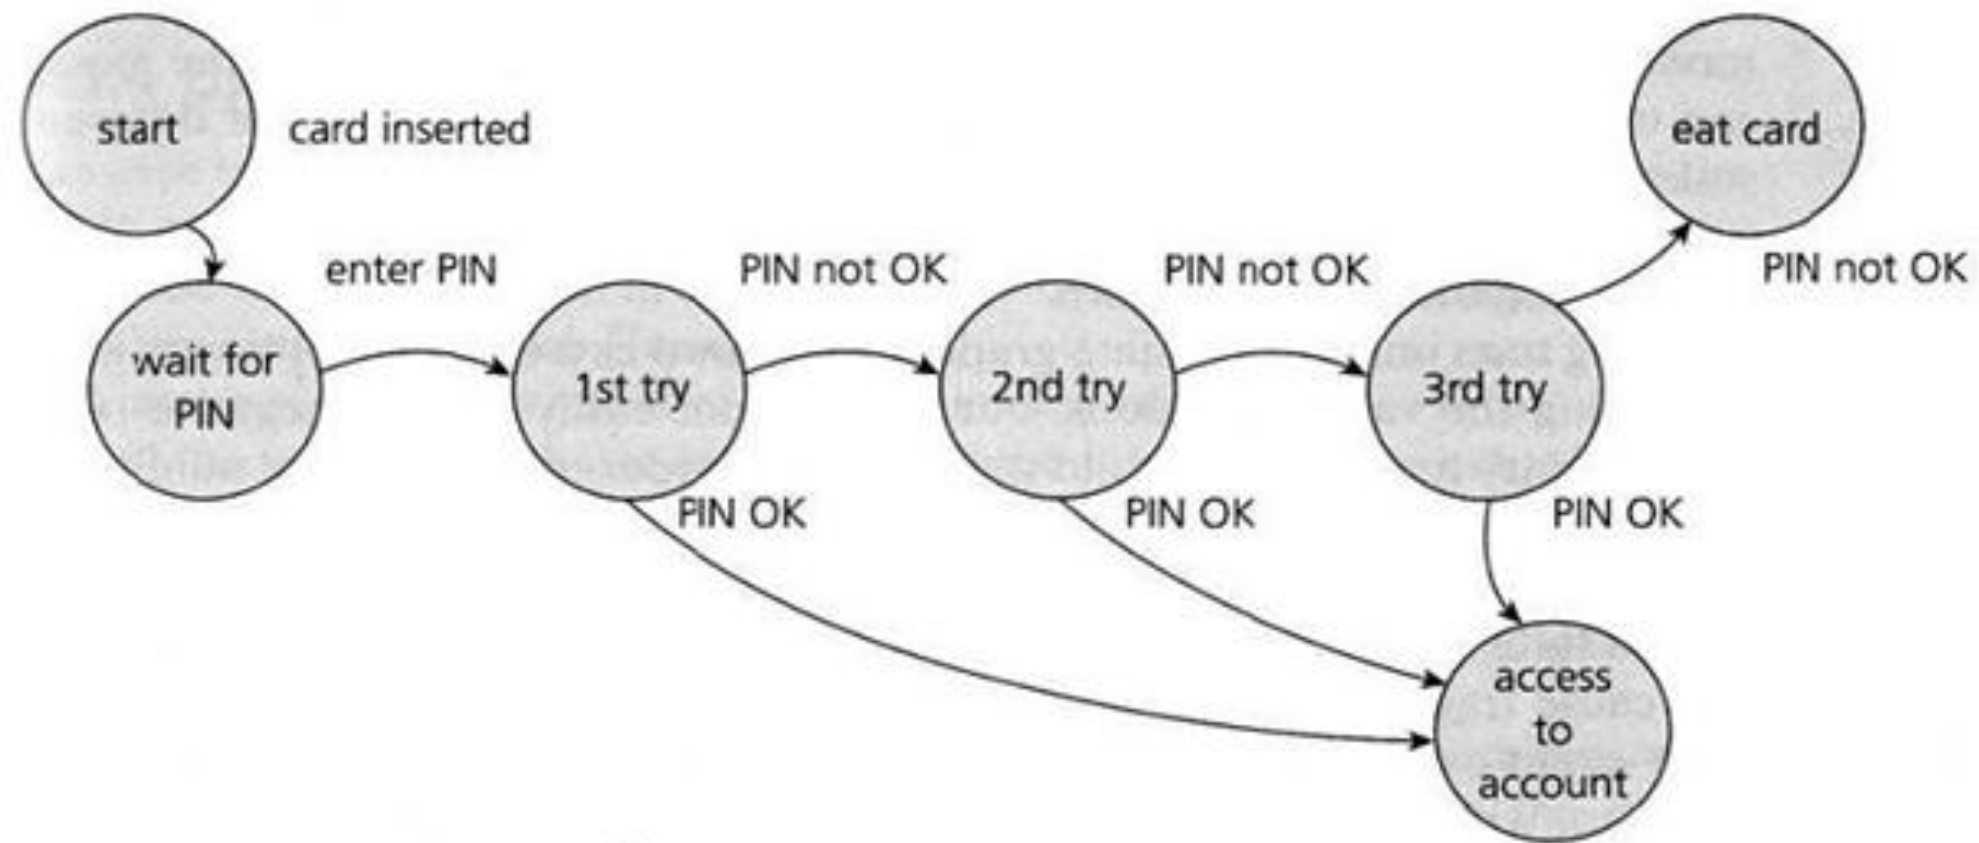 start
card inserted
eat card
enter PIN
PIN not OK
PIN not OK
PIN not OK
wait for
PIN
1st try
2nd try
3rd try
PIN OK
PIN OK
PIN OK
access
to
account